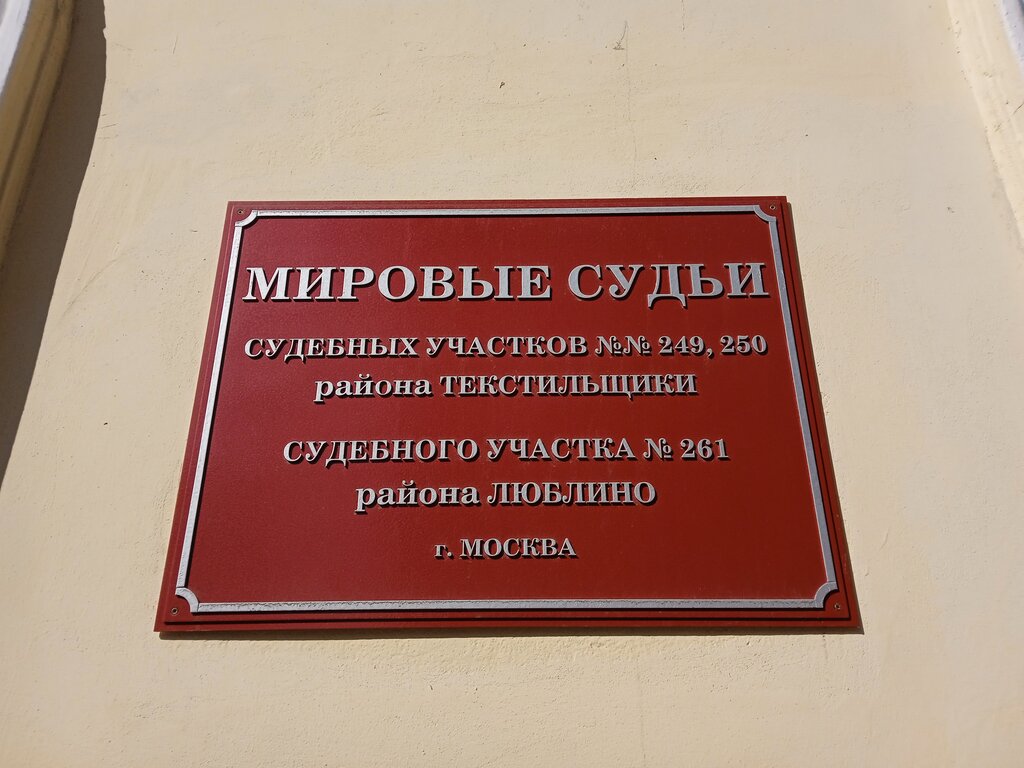 МИРОВЫЕ СУДЬИ
СУДЕБНЫХ УЧАСТКОВ №№ 249, 250
района ТЕКСТИЛЬЩИКИ
СУДЕБНОГО УЧАСТКА № 261
района ЛЮБЛИНО
г. МОСКВА